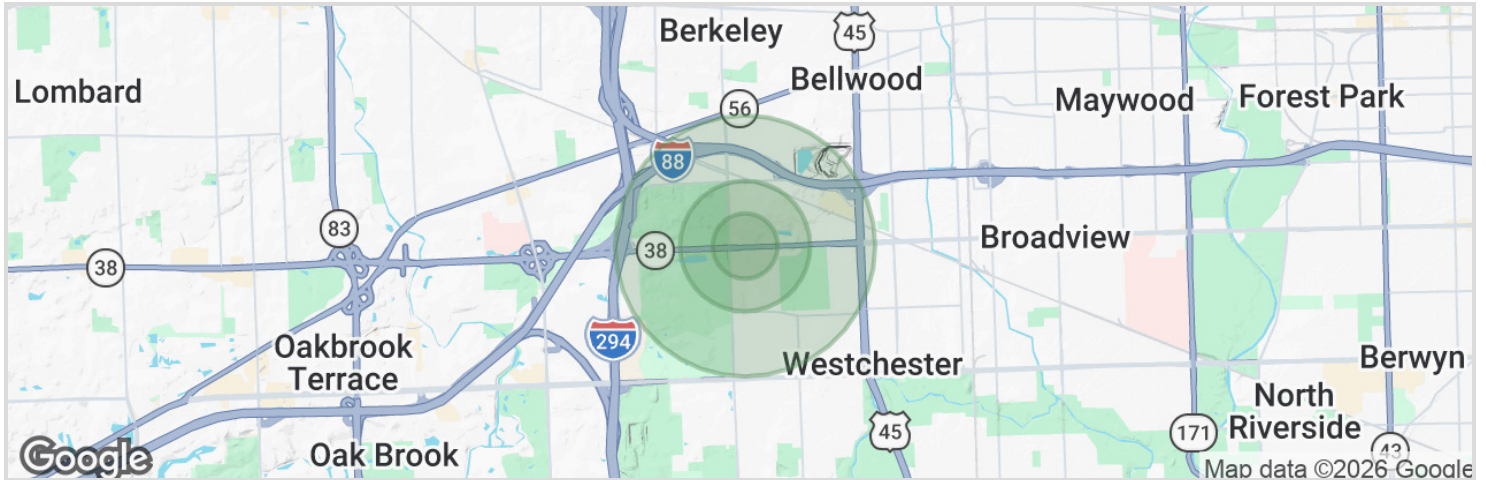 Berkeley
45
Bellwood
Lombard
56
Maywood
Forest Park
88
83
38
38
Broadview
294
Oakbrook
Terrace
Westchester
Berwyn
North
Riverside
45
171
43
Oak Brook
Google
Map data ©2026 Google